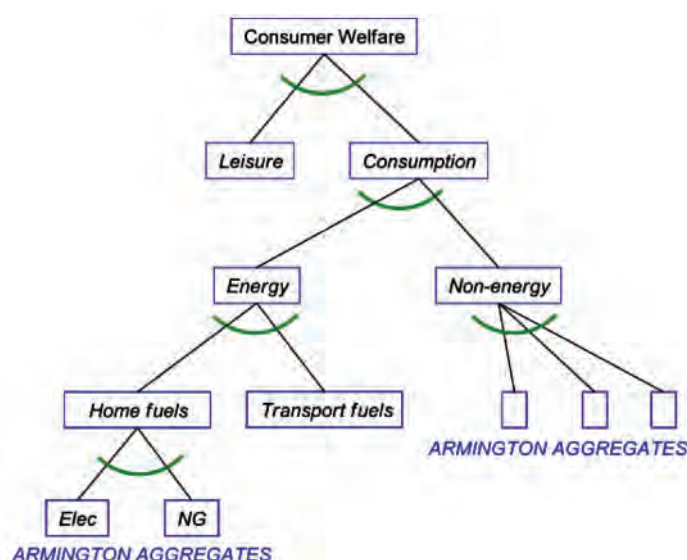 Consumer Welfare
Leisure
Consumption
Energy
Non-energy
Home fuels
Transport fuels
ARMINGTON AGGREGATES
Elec
NG
ARMINGTON AGGREGATES